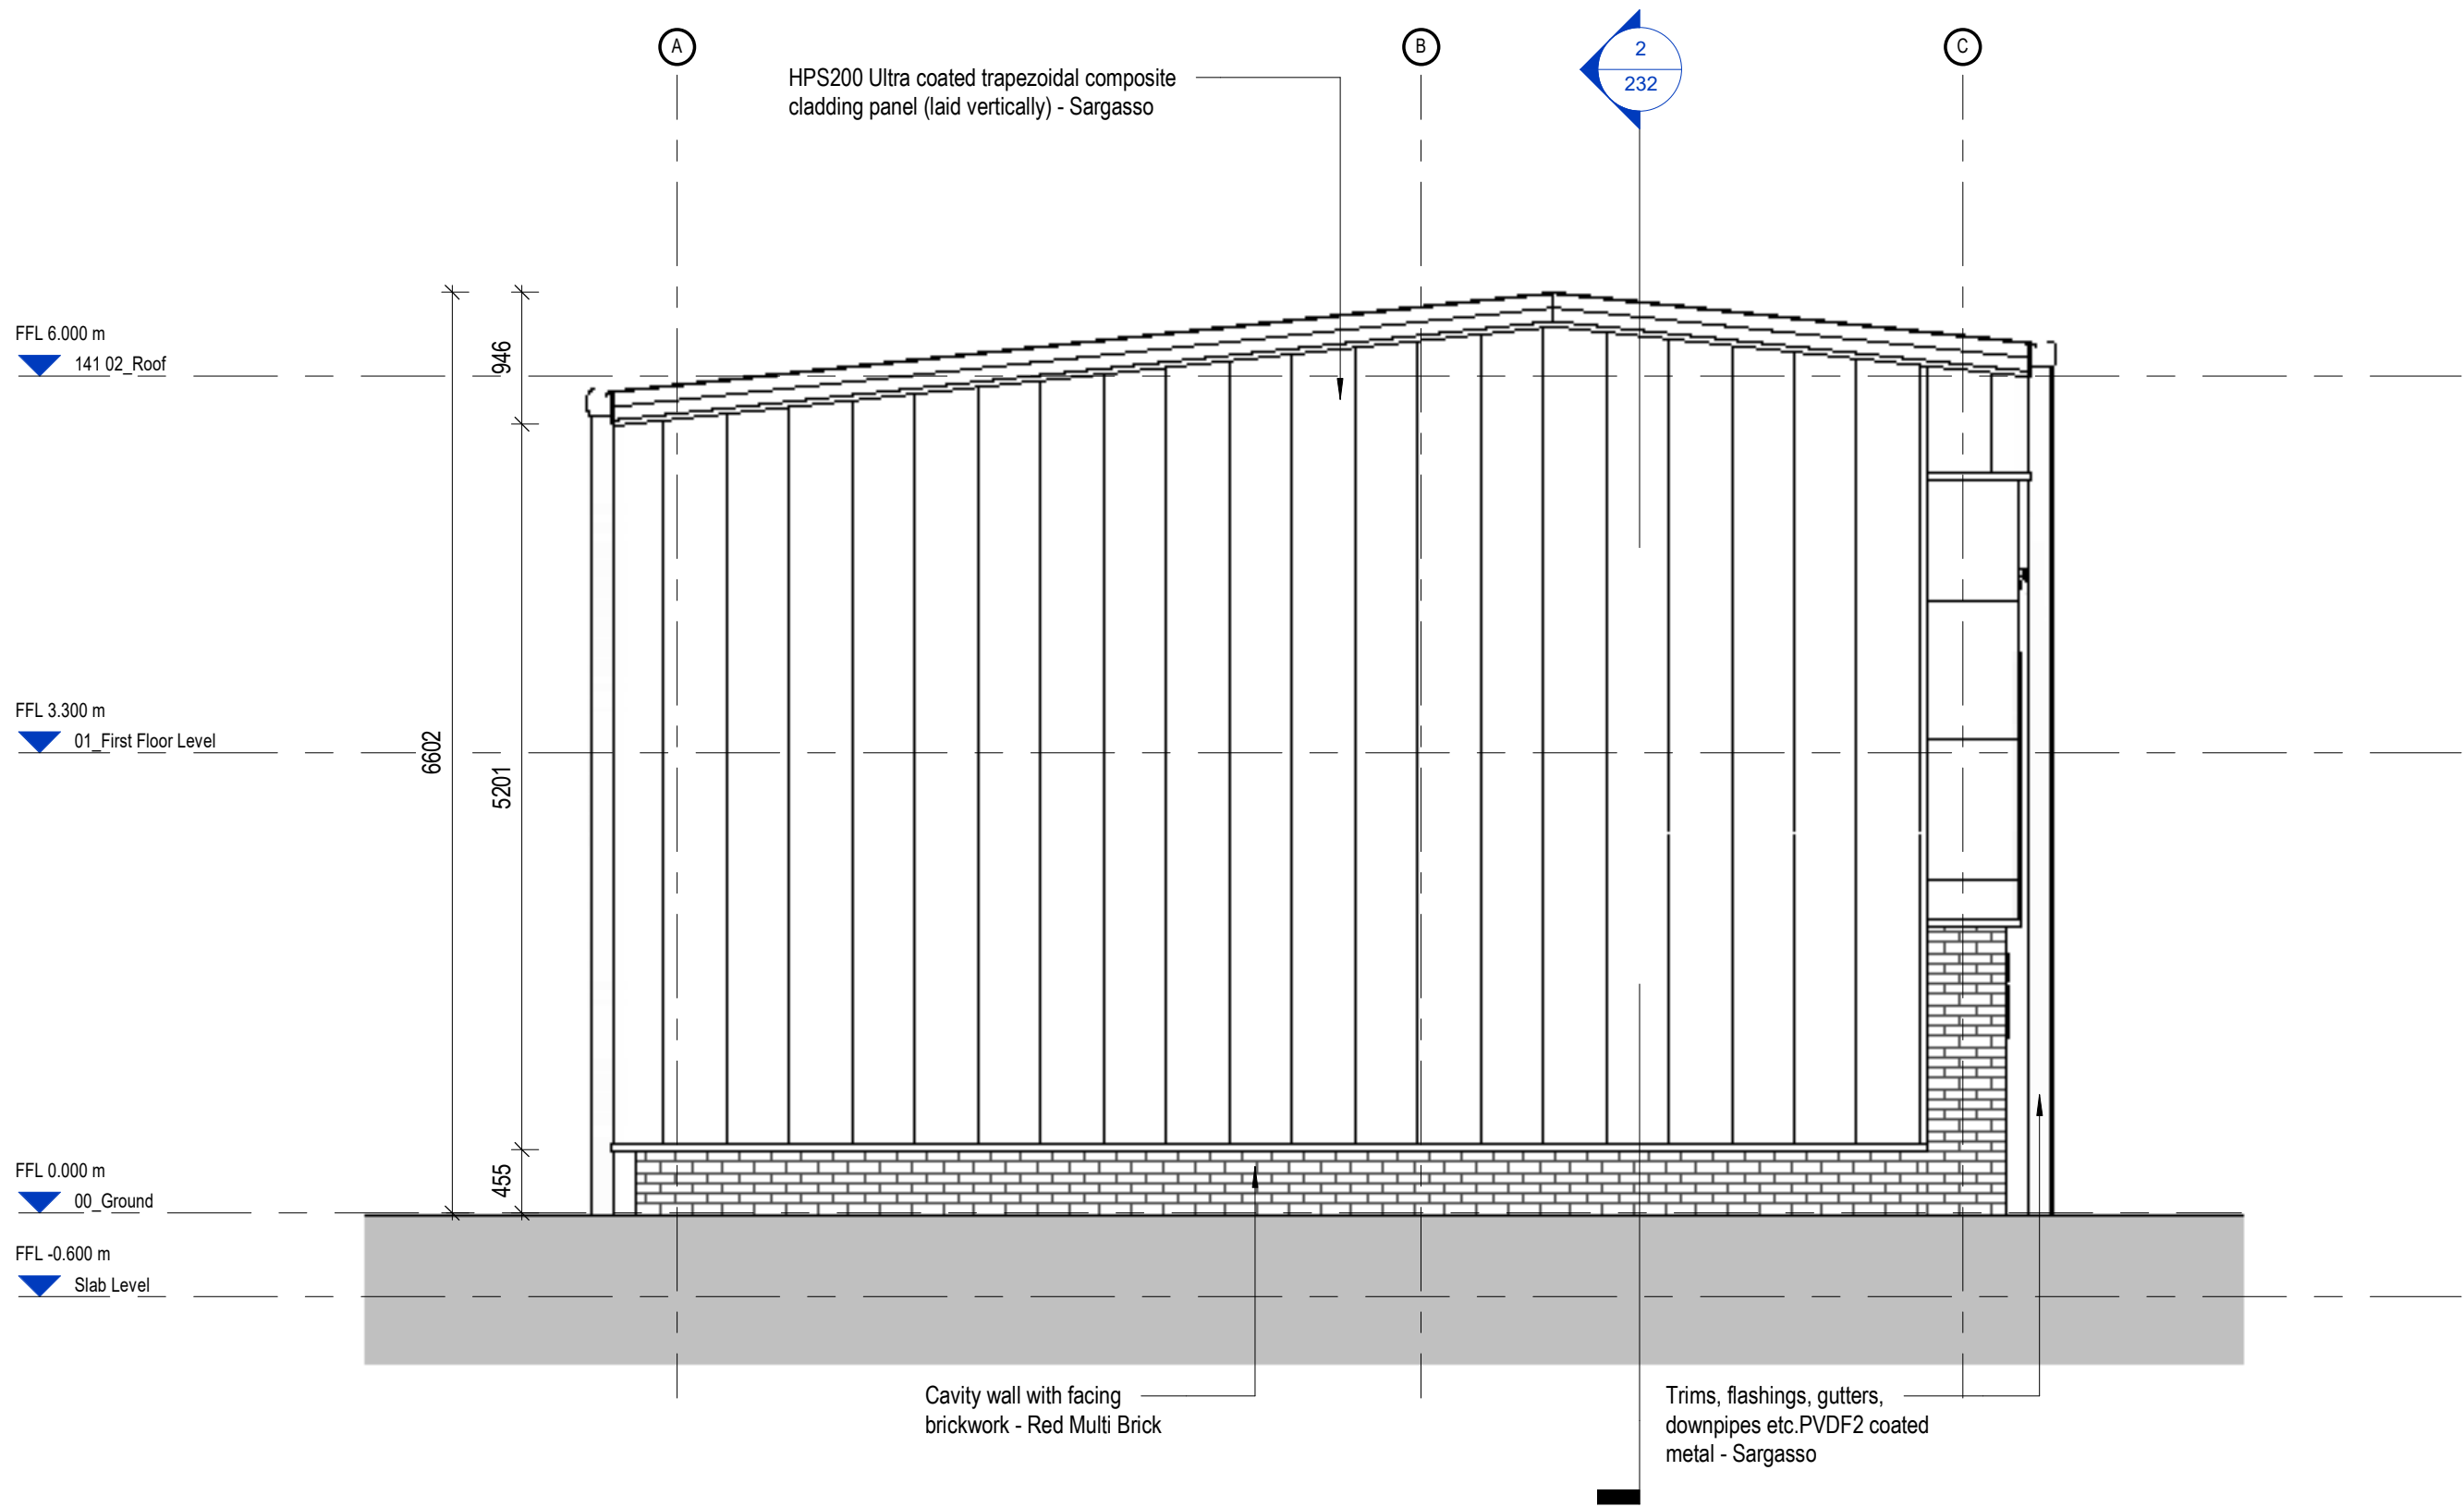 A
B
2
232
C
HPS200 Ultra coated trapezoidal composite
cladding panel (laid vertically) - Sargasso
FFL 6.000 m
141 02_Roof
946
FFL 3.300 m
01_First Floor Level
6602
5201
FFL 0.000 m
00_Ground
455
FFL -0.600 m
Slab Level
Cavity wall with facing
brickwork - Red Multi Brick
Trims, flashings, gutters,
downpipes etc.PVDF2 coated
metal - Sargasso